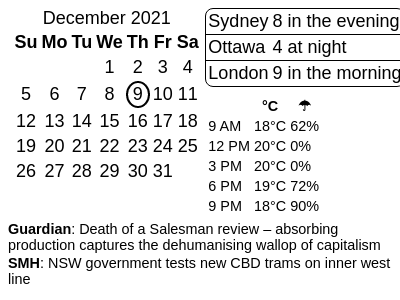 December 2021
Su Mo Tu We Th Fr Sa
1 2 3 4
5 6 7 8 9 10 11
12 13 14 15 16 17 18
19 20 21 22 23 24 25
26 27 28 29 30 31
Sydney 8 in the evening
Ottawa 4 at night
London 9 in the morning
°C ☂
9 AM 18°C 62%
12 PM 20°C 0%
3 PM 20°C 0%
6 PM 19°C 72%
9 PM 18°C 90%
Guardian: Death of a Salesman review – absorbing
production captures the dehumanising wallop of capitalism
SMH: NSW government tests new CBD trams on inner west
line